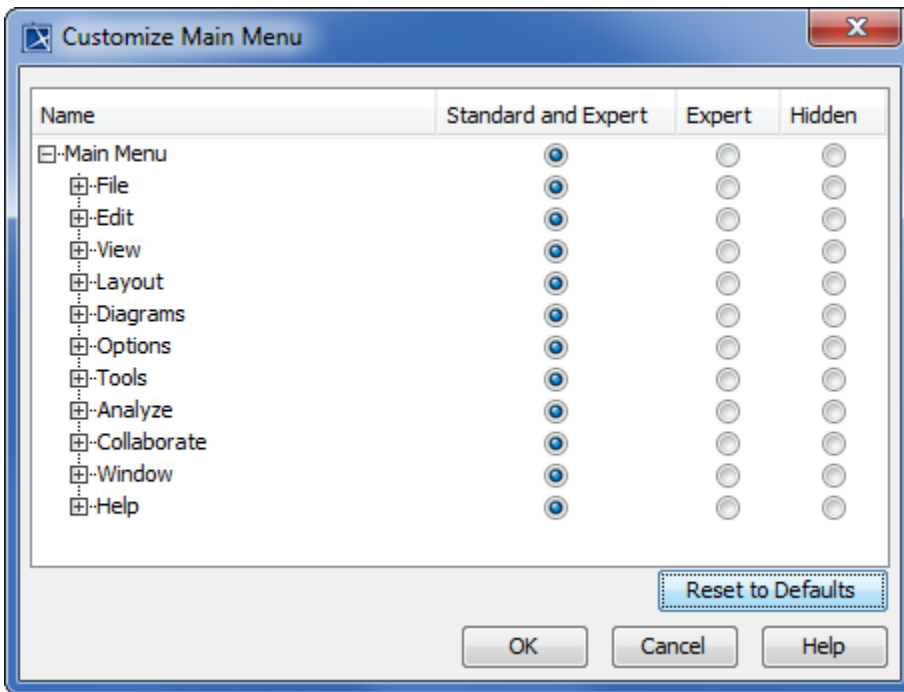 Customize Main Menu
Name Standard and Expert Expert Hidden
Main Menu
File
Edit
View
Layout
Diagrams
Options
Tools
Analyze
Collaborate
Window
Help
Reset to Defaults
OK Cancel Help